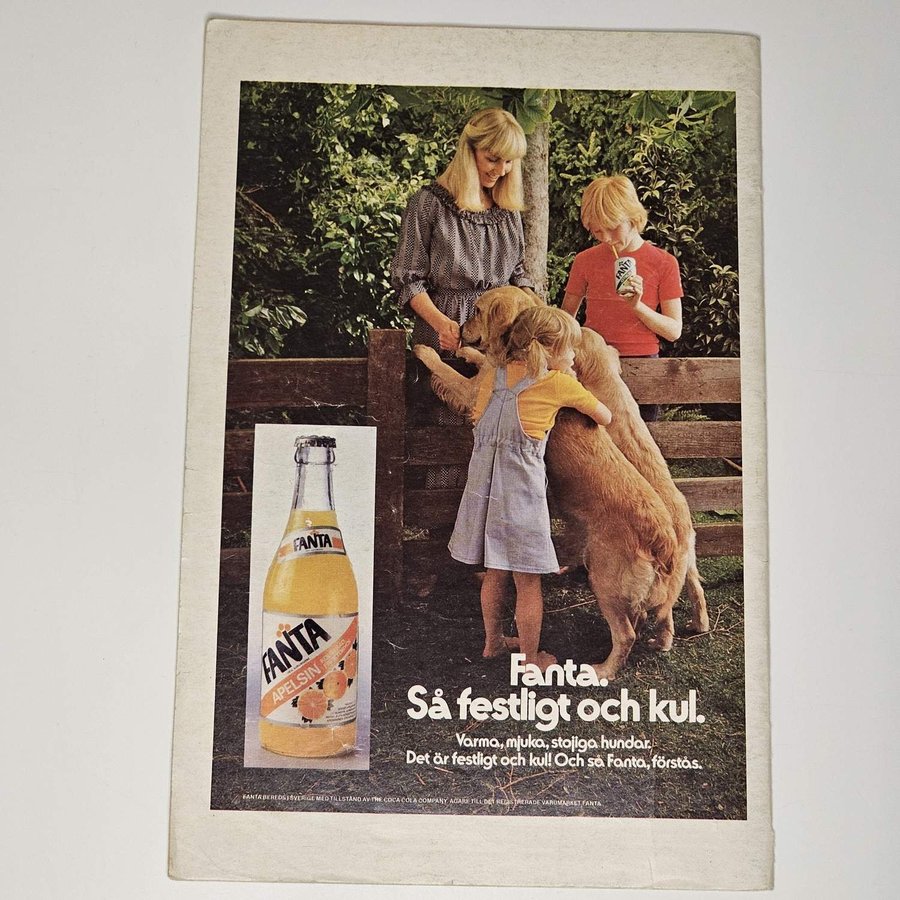 FANTA
FANTA
FANTA
APELSIN
Fanta.
Så festligt och kul.
Varma, mjuka, stojiga hundar.
Det är festligt och kul! Och så Fanta, förstås.
FANTA BEREDS I SVERIGE MED TILLSTÅND AV THE COCA-COLA COMPANY, ÄGARE TILL DET REGISTRERADE VARUMÄRKET FANTA.